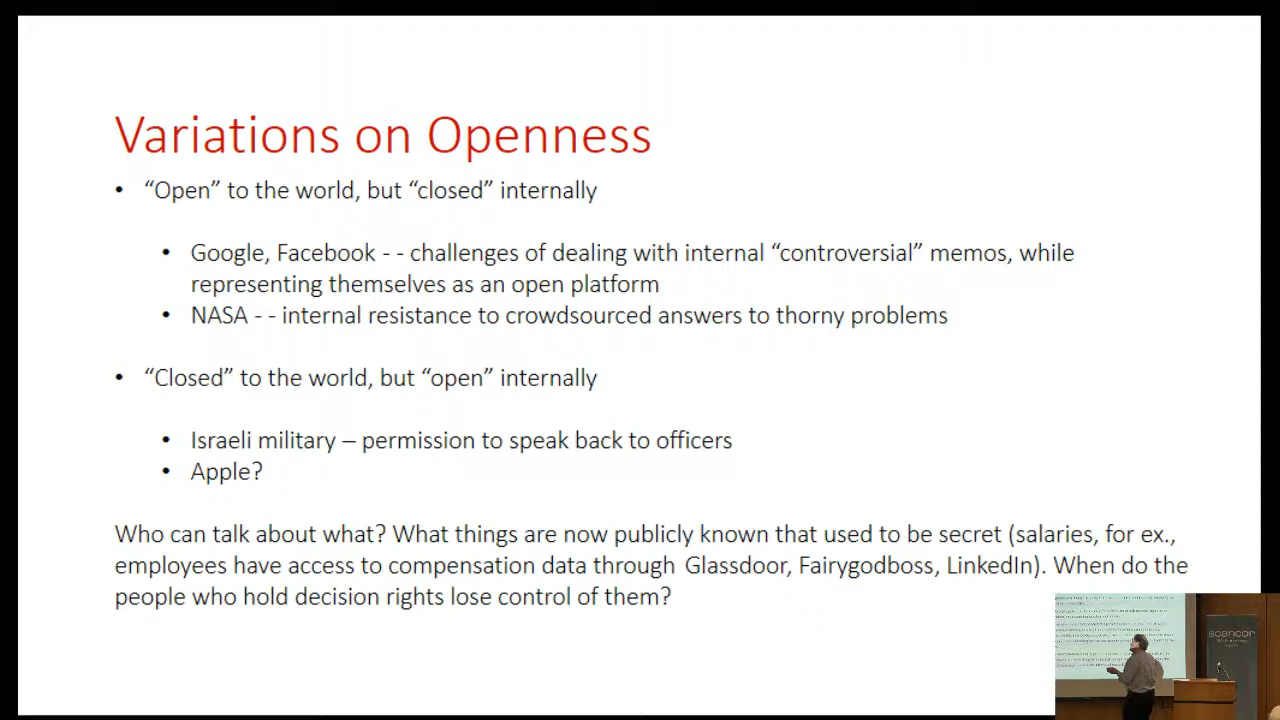 Variations on Openness
• “Open” to the world, but “closed” internally
• Google, Facebook - - challenges of dealing with internal “controversial” memos, while
representing themselves as an open platform
• NASA - - internal resistance to crowdsourced answers to thorny problems
• “Closed” to the world, but “open” internally
• Israeli military – permission to speak back to officers
• Apple?
Who can talk about what? What things are now publicly known that used to be secret (salaries, for ex.,
employees have access to compensation data through Glassdoor, Fairygodboss, LinkedIn). When do the
people who hold decision rights lose control of them?
scencor